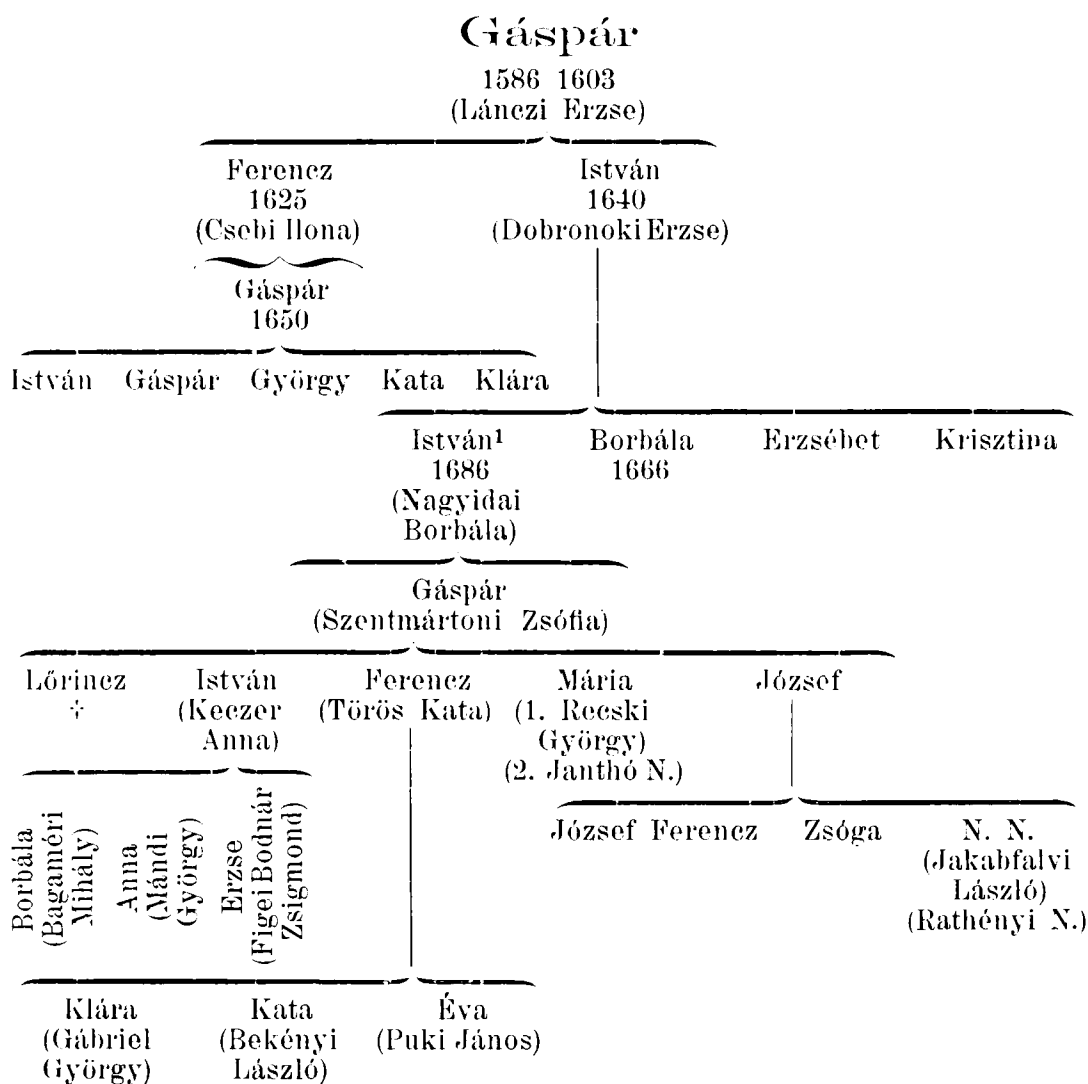 Gáspár
1586 1603
(Lánczi Erzse)
Ferencz István
1625 1640
(Csebi Ilona) (Dobronoki Erzse)
Gáspár
1650
István Gáspár György Kata Klára
István¹ Borbála Erzsébet Krisztina
1686 1666
(Nagyidai
Borbála)
Gáspár
(Szentmártoni Zsófia)
Lőrincz István Ferencz Mária József
† (Keczer (Törös Kata) (1. Recski
Anna) György)
2. Janthó N.)
Borbála
(Bagaméri
Mihály)
Anna
(Mándi
György)
Erzse
(Figei Bodnár
Zsigmond)
József Ferencz Zsóga N. N.
(Jakabfalvi
László)
(Rathényi N.)
Klára Kata Éva
(Gábriel (Bekényi (Puki János)
György) László)